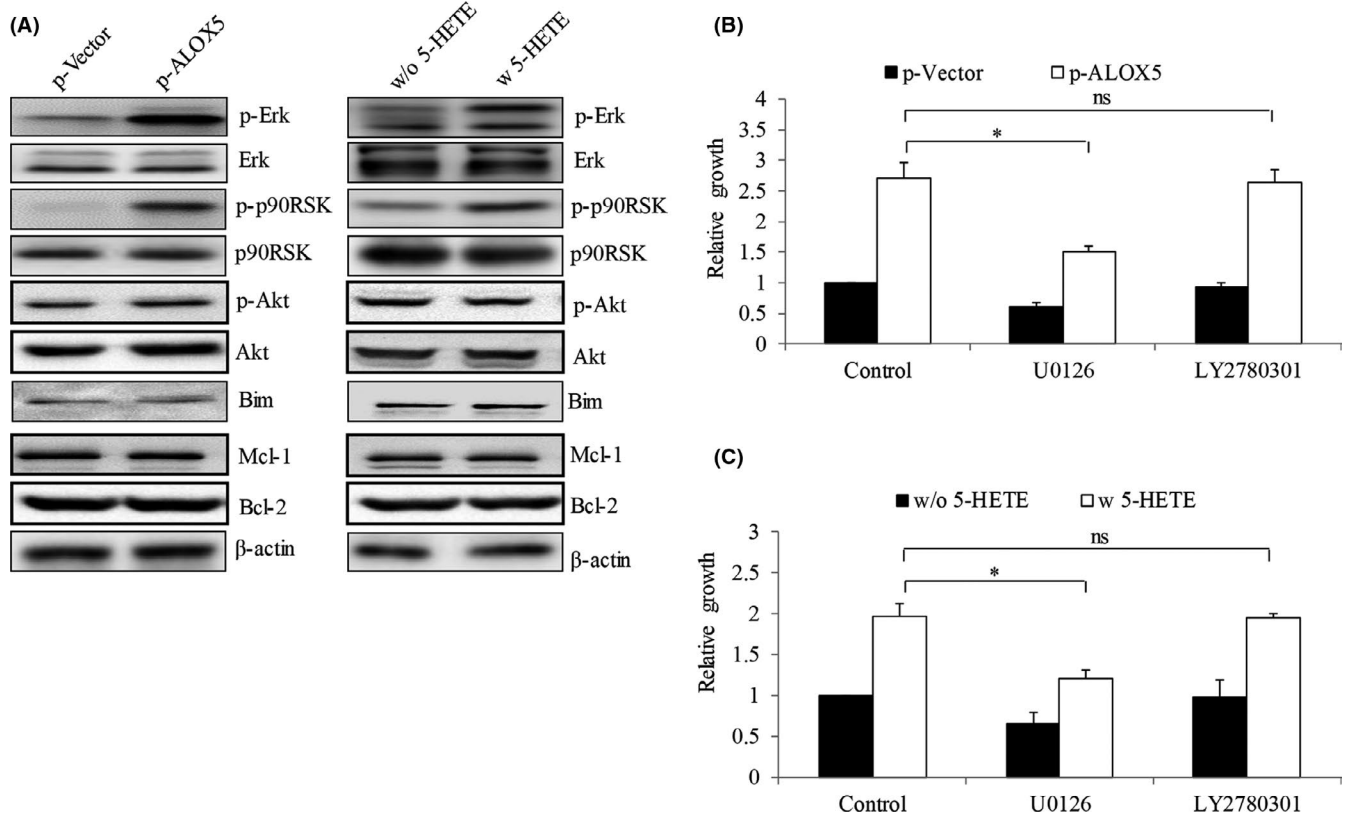 (A)
p-Vector
p-ALOX5
p-Erk
Erk
p-p90RSK
p90RSK
p-Akt
Akt
Bim
Mcl-1
Bcl-2
β-actin
w/o 5-HETE
w 5-HETE
p-Erk
Erk
p-p90RSK
p90RSK
p-Akt
Akt
Bim
Mcl-1
Bcl-2
β-actin
(B)
p-Vector p-ALOX5
Relative growth
4
3.5
3
2.5
2
1.5
1
0.5
0
ns
*
Control U0126 LY2780301
(C)
w/o 5-HETE w 5-HETE
Relative growth
3
2.5
2
1.5
1
0.5
0
ns
*
Control U0126 LY2780301